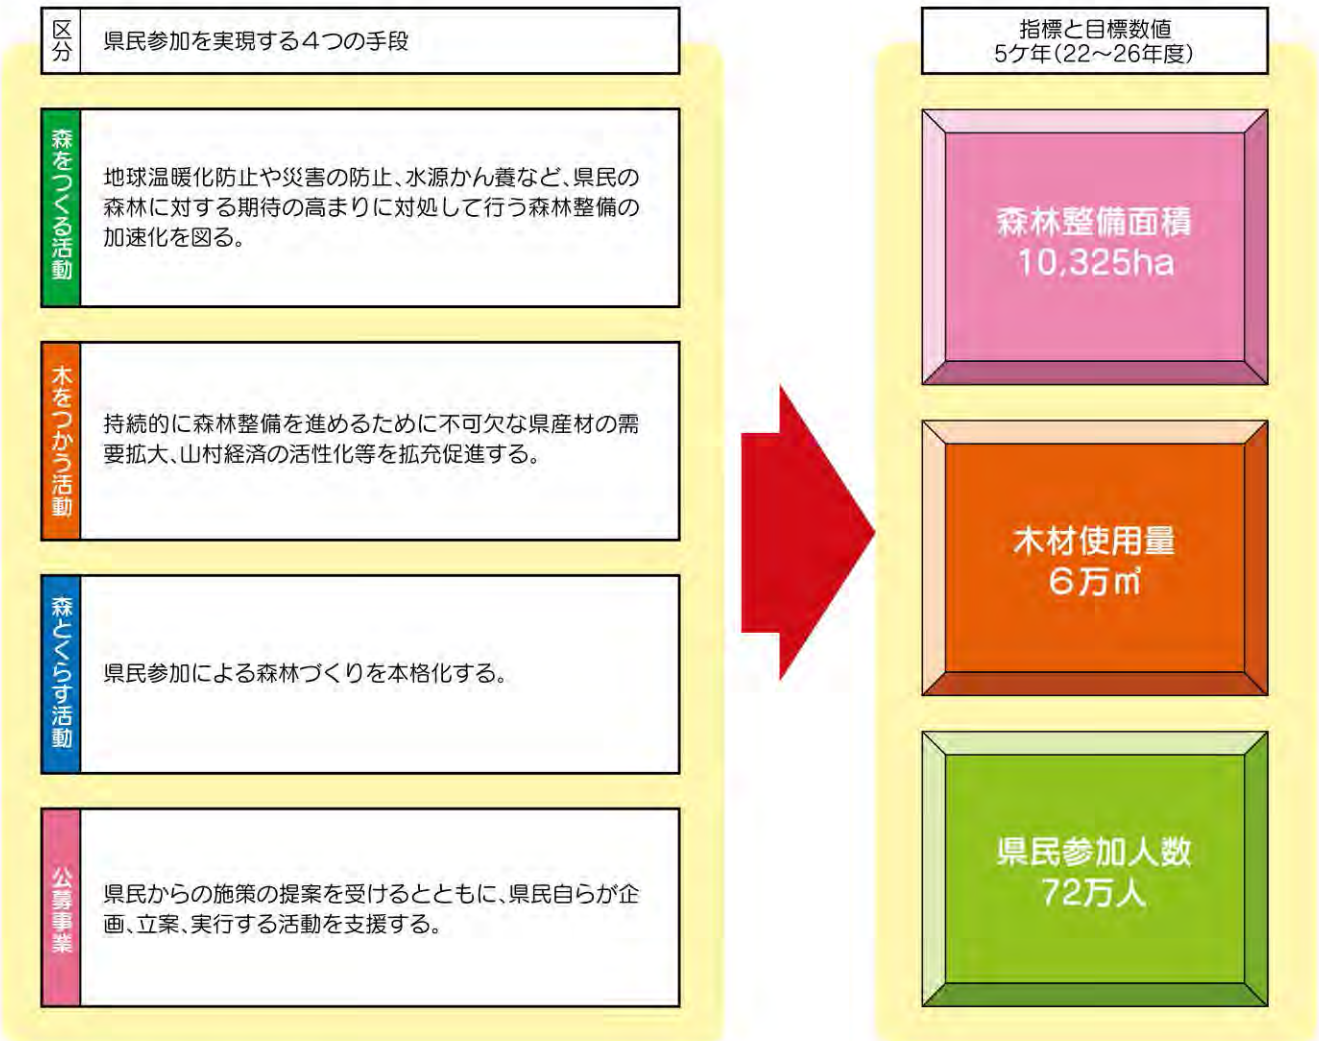 区分
県民参加を実現する4つの手段
森をつくる活動
地球温暖化防止や災害の防止、水源かん養など、県民の
森林に対する期待の高まりに対処して行う森林整備の
加速化を図る。
木をつかう活動
持続的に森林整備を進めるために不可欠な県産材の需
要拡大、山村経済の活性化等を拡充促進する。
森とくらす活動
県民参加による森林づくりを本格化する。
公募事業
県民からの施策の提案を受けるとともに、県民自らが企
画、立案、実行する活動を支援する。
指標と目標数値
5ケ年(22～26年度)
森林整備面積
10,325ha
木材使用量
6万㎥
県民参加人数
72万人